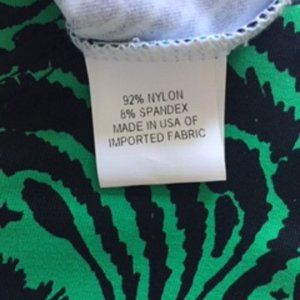 92% NYLON
8% SPANDEX
MADE IN USA OF
IMPORTED FABRIC